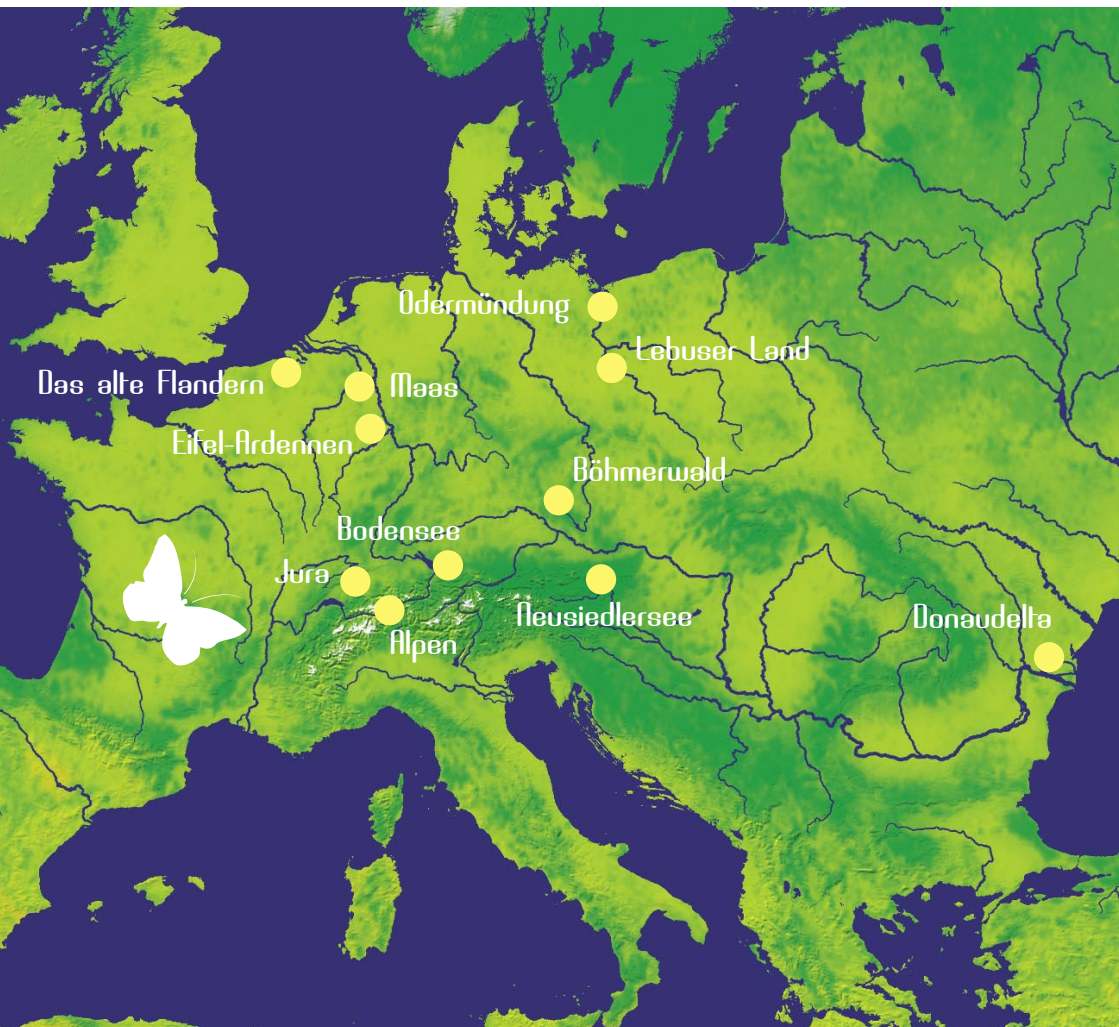 Odermündung
Lebuser Land
Das alte Flandern
Maas
Eifel-Ardennen
Böhmerwald
Bodensee
Jura
Neusiedlersee
Donaudelta
Alpen